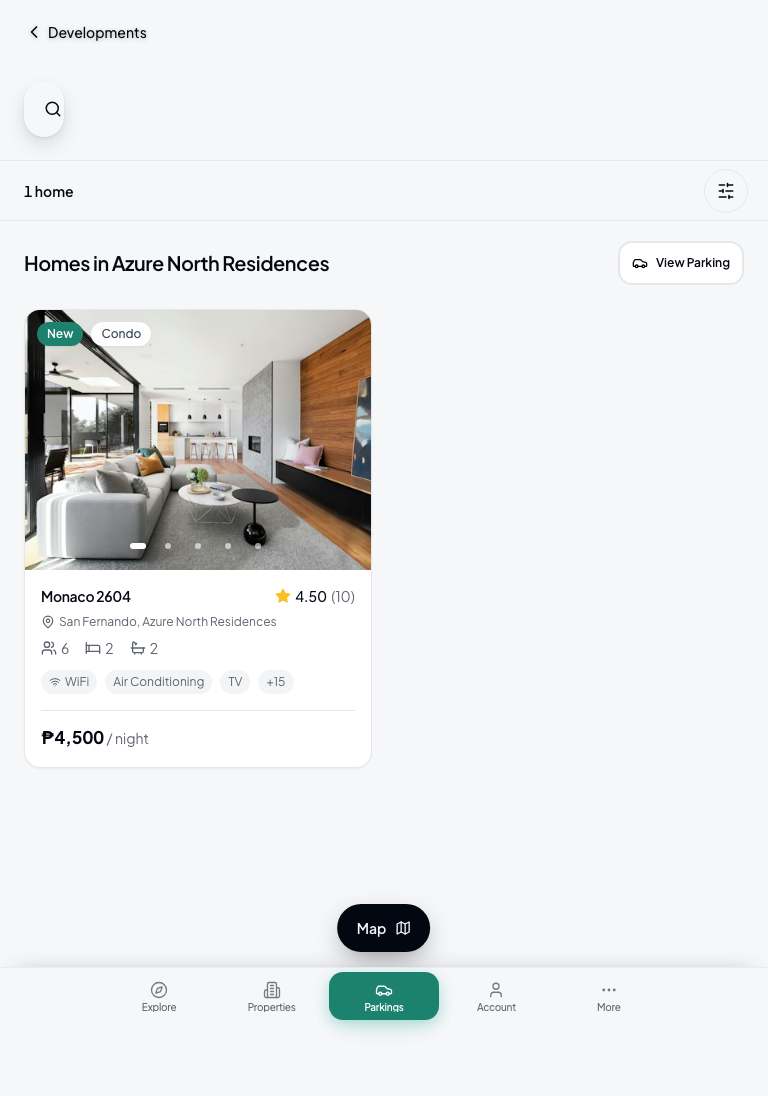 Developments
1 home
Homes in Azure North Residences
View Parking
New
Condo
Monaco 2604
4.50 (10)
San Fernando, Azure North Residences
6
2
2
WiFi
Air Conditioning
TV
+15
₱4,500 / night
Map
Explore
Properties
Parkings
Account
More